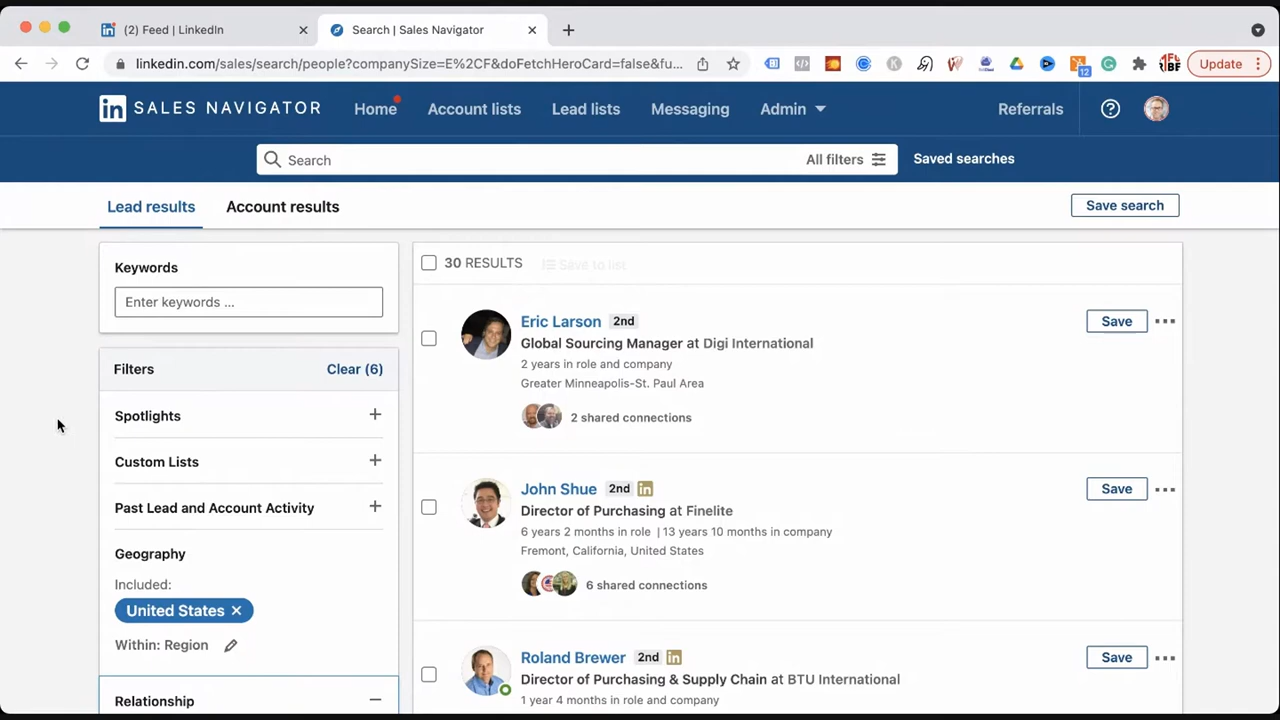 (2) Feed | LinkedIn
Search | Sales Navigator
linkedin.com/sales/search/people?companySize=E%2CF&doFetchHeroCard=false&fu...
12
Update
in SALES NAVIGATOR
Home
Account lists
Lead lists
Messaging
Admin
Referrals
Search
All filters
Saved searches
Lead results
Account results
Save search
Keywords
Enter keywords ...
Filters
Clear (6)
Spotlights
Custom Lists
Past Lead and Account Activity
Geography
Included:
United States
Within: Region
Relationship
30 RESULTS
Save to list
Eric Larson 2nd
Global Sourcing Manager at Digi International
2 years in role and company
Greater Minneapolis-St. Paul Area
2 shared connections
Save
John Shue 2nd in
Director of Purchasing at Finelite
6 years 2 months in role | 13 years 10 months in company
Fremont, California, United States
6 shared connections
Save
Roland Brewer 2nd in
Director of Purchasing & Supply Chain at BTU International
1 year 4 months in role and company
Save